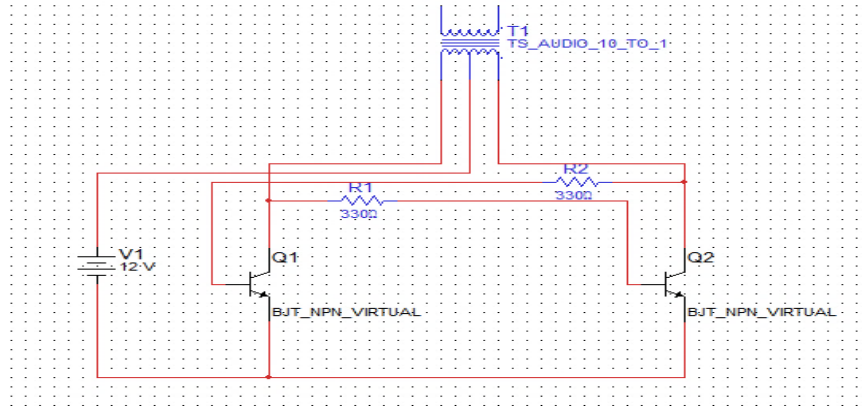 T1
TS_AUDIO_10_TO_1
R2
330Ω
R1
330Ω
V1
12 V
Q1
BJT_NPN_VIRTUAL
Q2
BJT_NPN_VIRTUAL